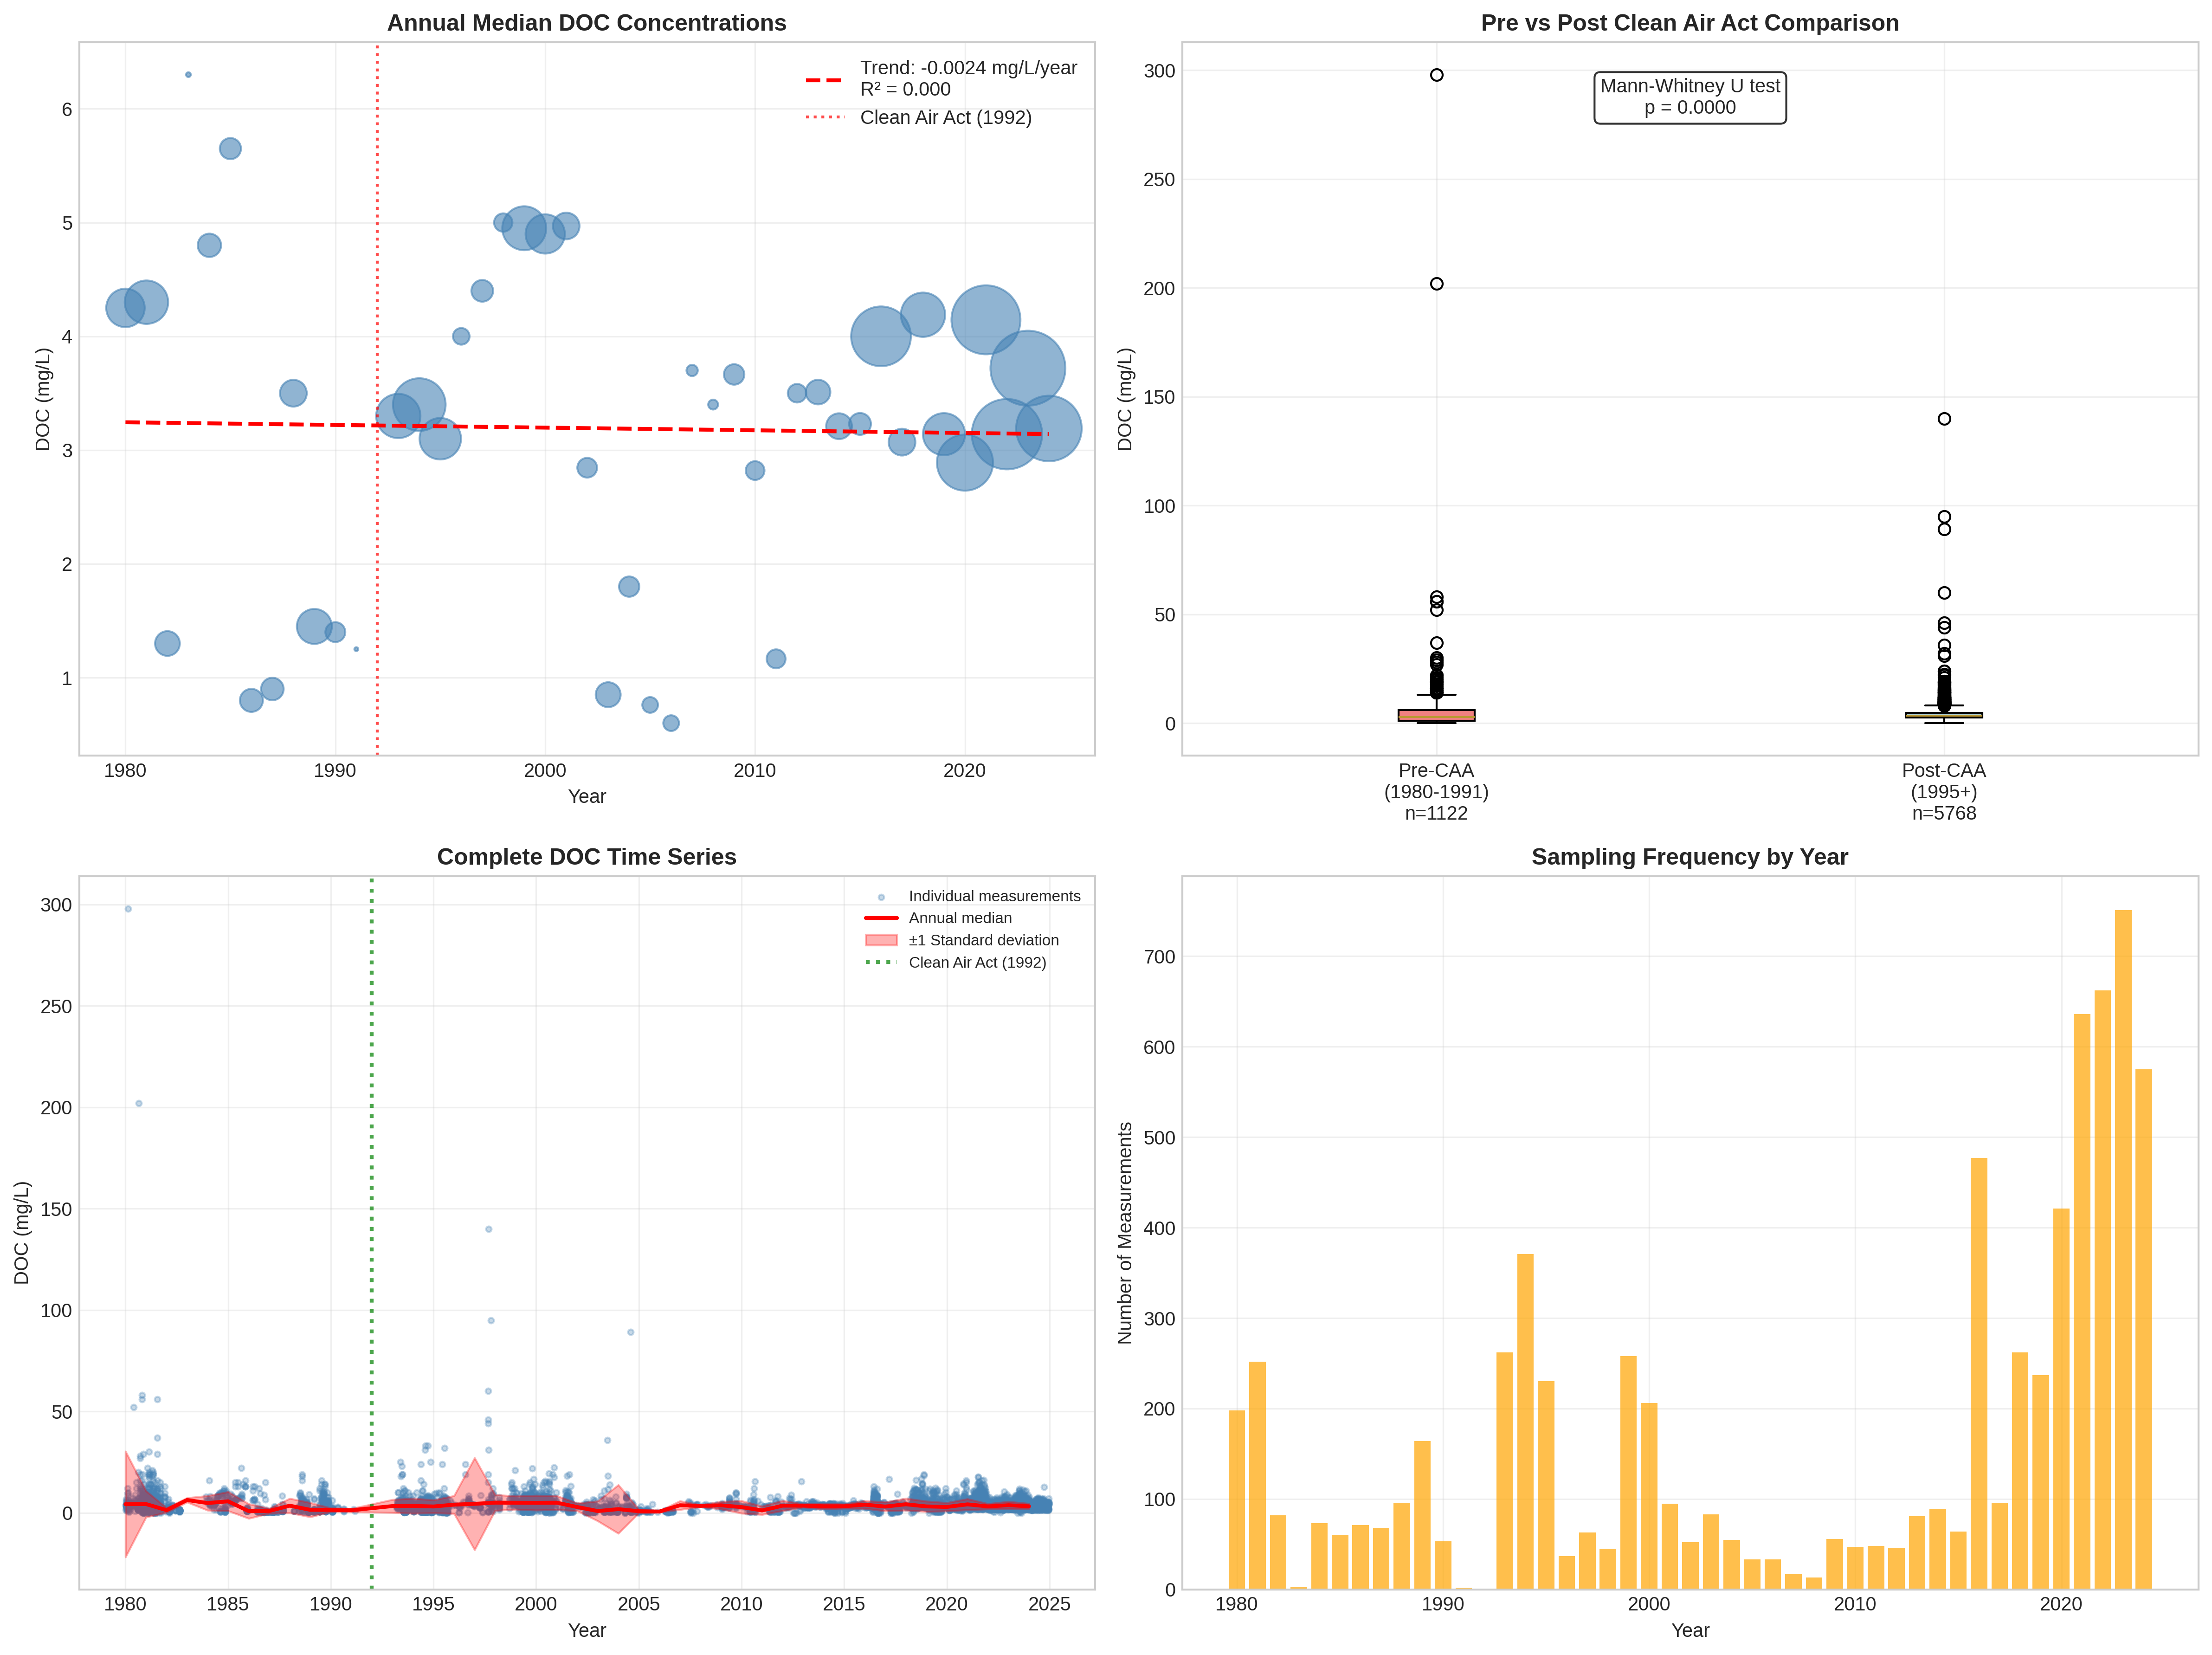 Annual Median DOC Concentrations
Trend: -0.0024 mg/L/year
R² = 0.000
Clean Air Act (1992)
DOC (mg/L)
6
5
4
3
2
1
1980
1990
2000
2010
2020
Year
Pre vs Post Clean Air Act Comparison
Mann-Whitney U test
p = 0.0000
DOC (mg/L)
300
250
200
150
100
50
0
Pre-CAA
(1980-1991)
n=1122
Post-CAA
(1995+)
n=5768
Complete DOC Time Series
Individual measurements
Annual median
±1 Standard deviation
Clean Air Act (1992)
DOC (mg/L)
300
250
200
150
100
50
0
1980
1985
1990
1995
2000
2005
2010
2015
2020
2025
Year
Sampling Frequency by Year
Number of Measurements
700
600
500
400
300
200
100
0
1980
1990
2000
2010
2020
Year